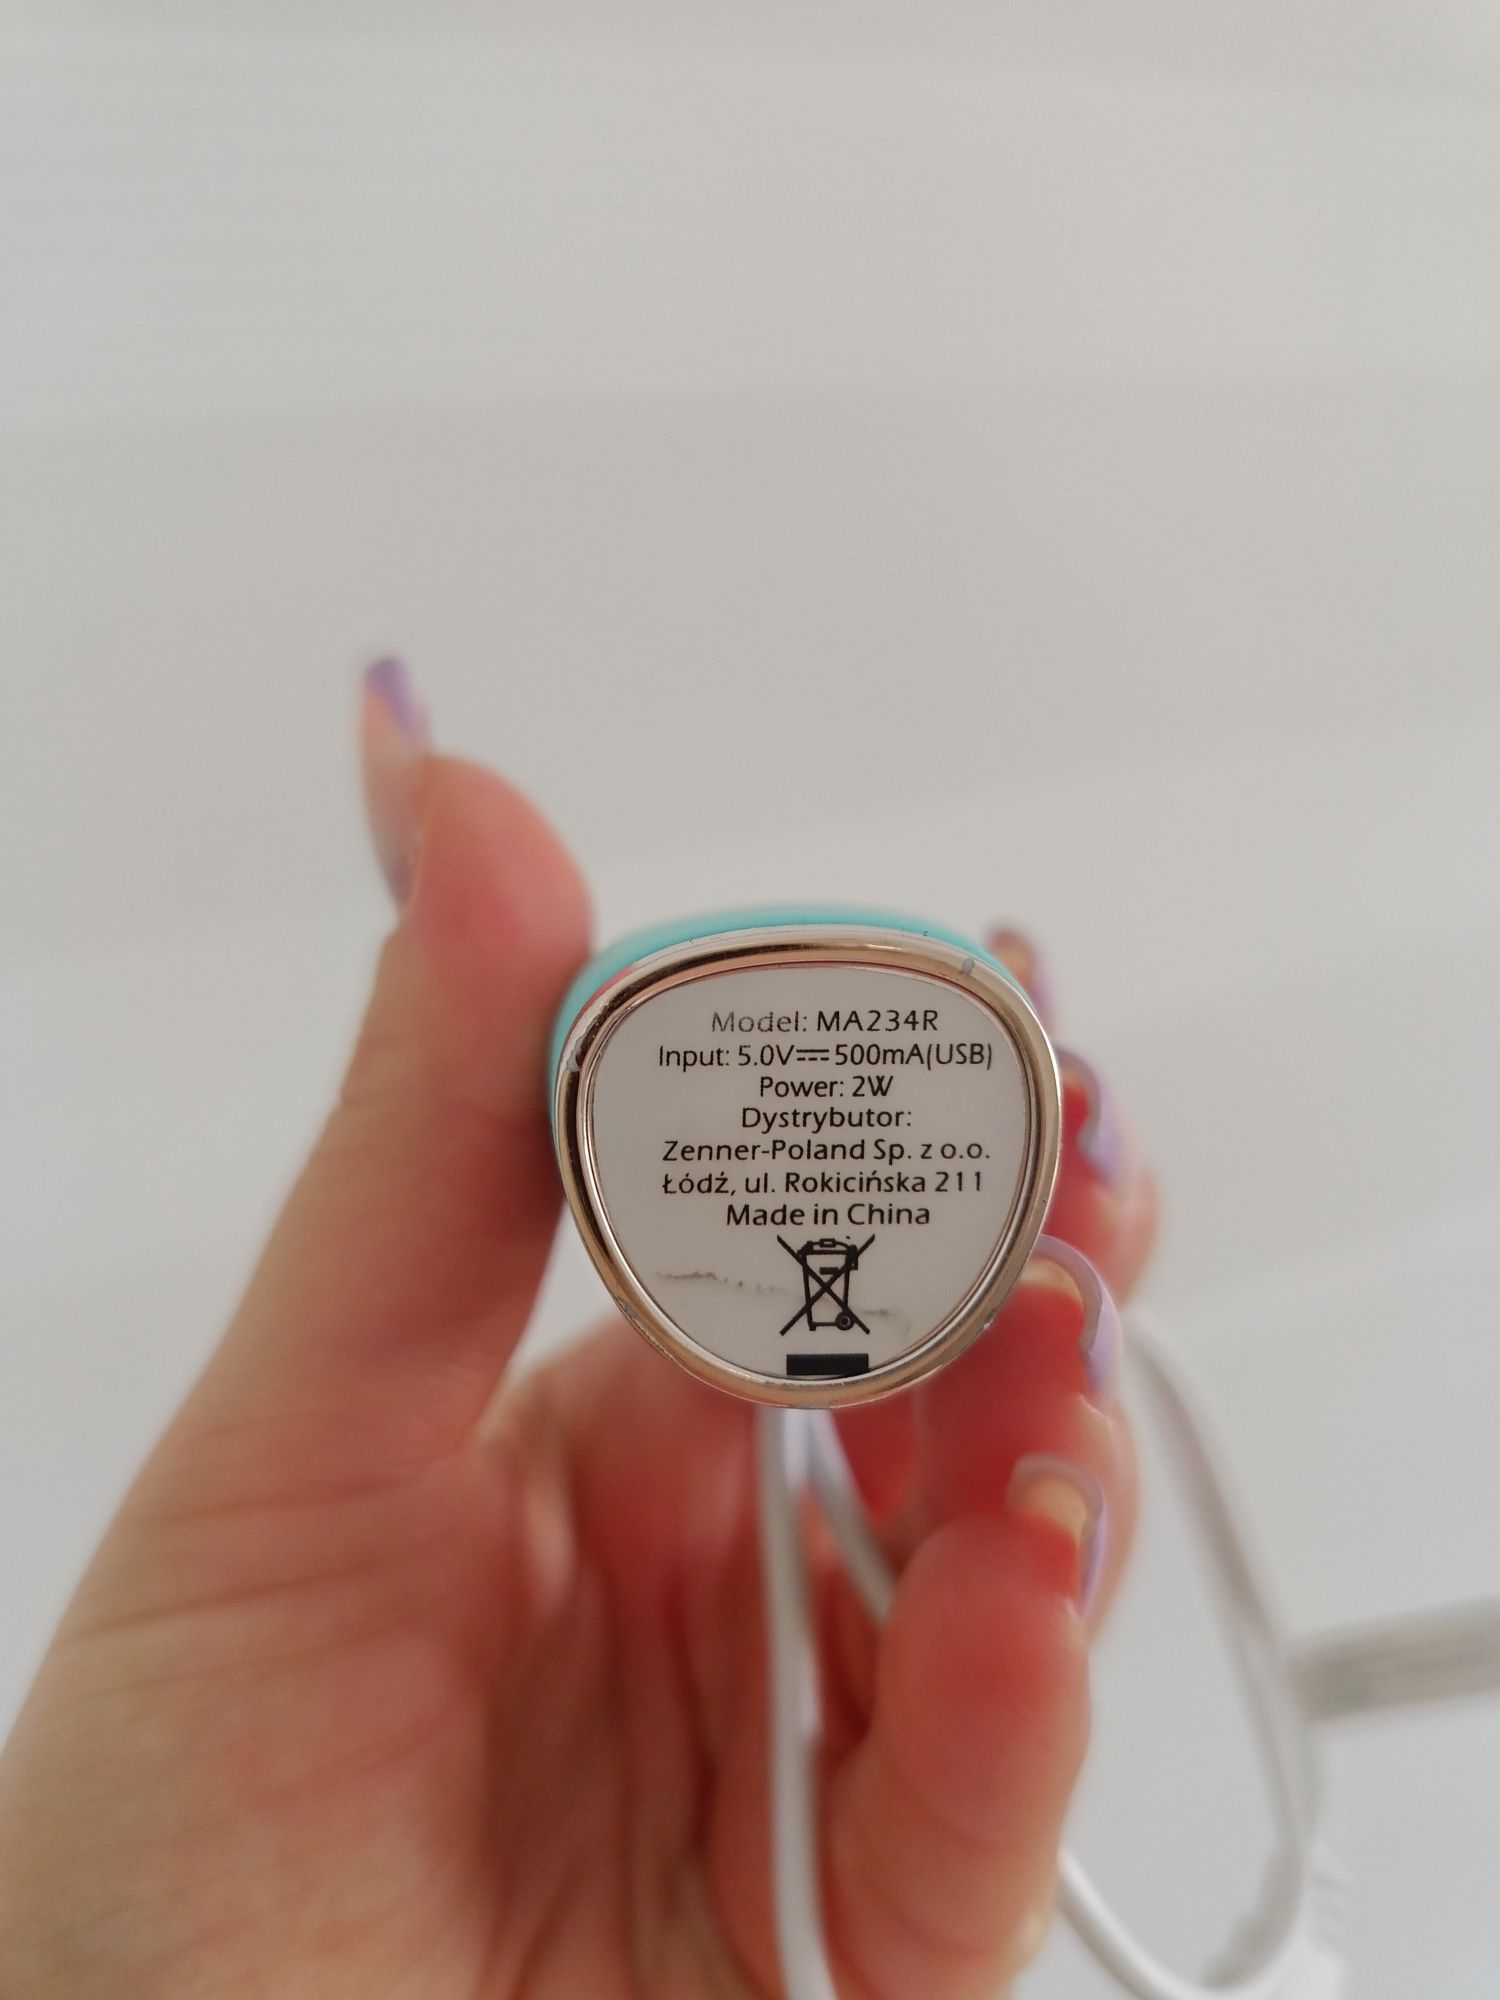 Model: MA234R
Input: 5.0V⎓500mA(USB)
Power: 2W
Dystrybutor:
Zenner-Poland Sp. z o.o.
Łódź, ul. Rokicińska 211
Made in China